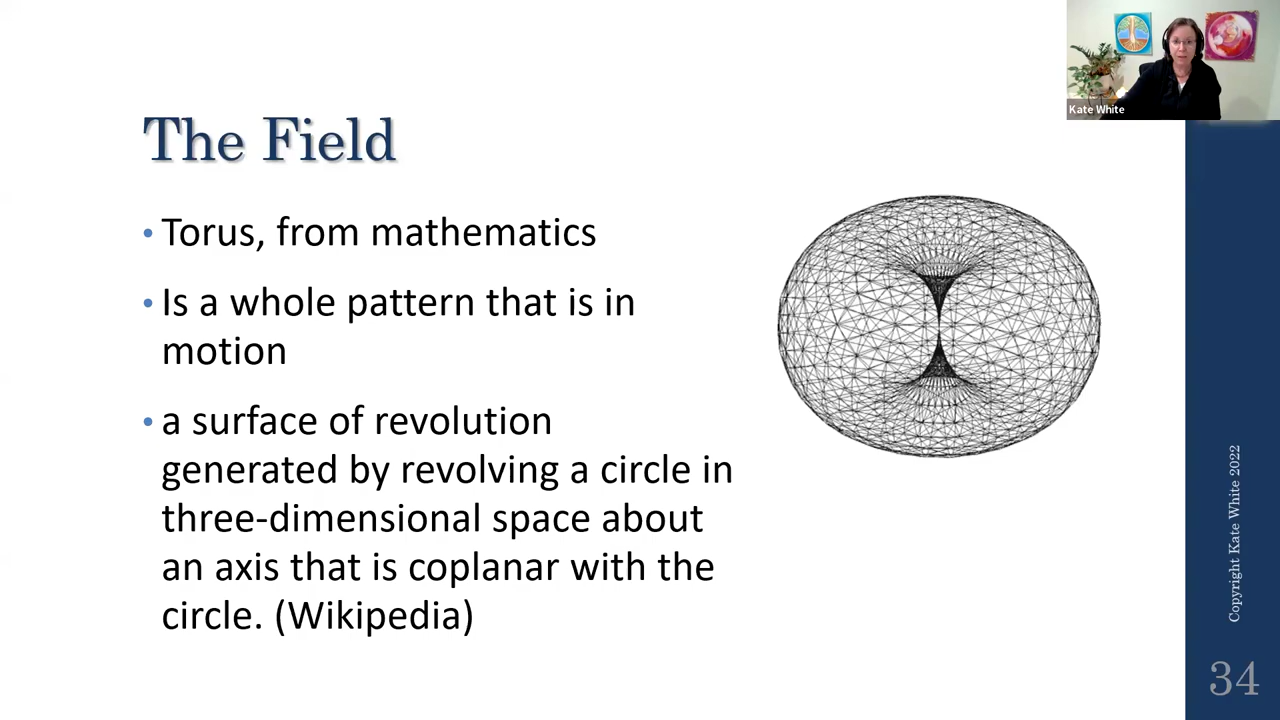 Kate White
The Field
• Torus, from mathematics
• Is a whole pattern that is in
motion
• a surface of revolution
generated by revolving a circle in
three-dimensional space about
an axis that is coplanar with the
circle. (Wikipedia)
Copyright Kate White 2022
34